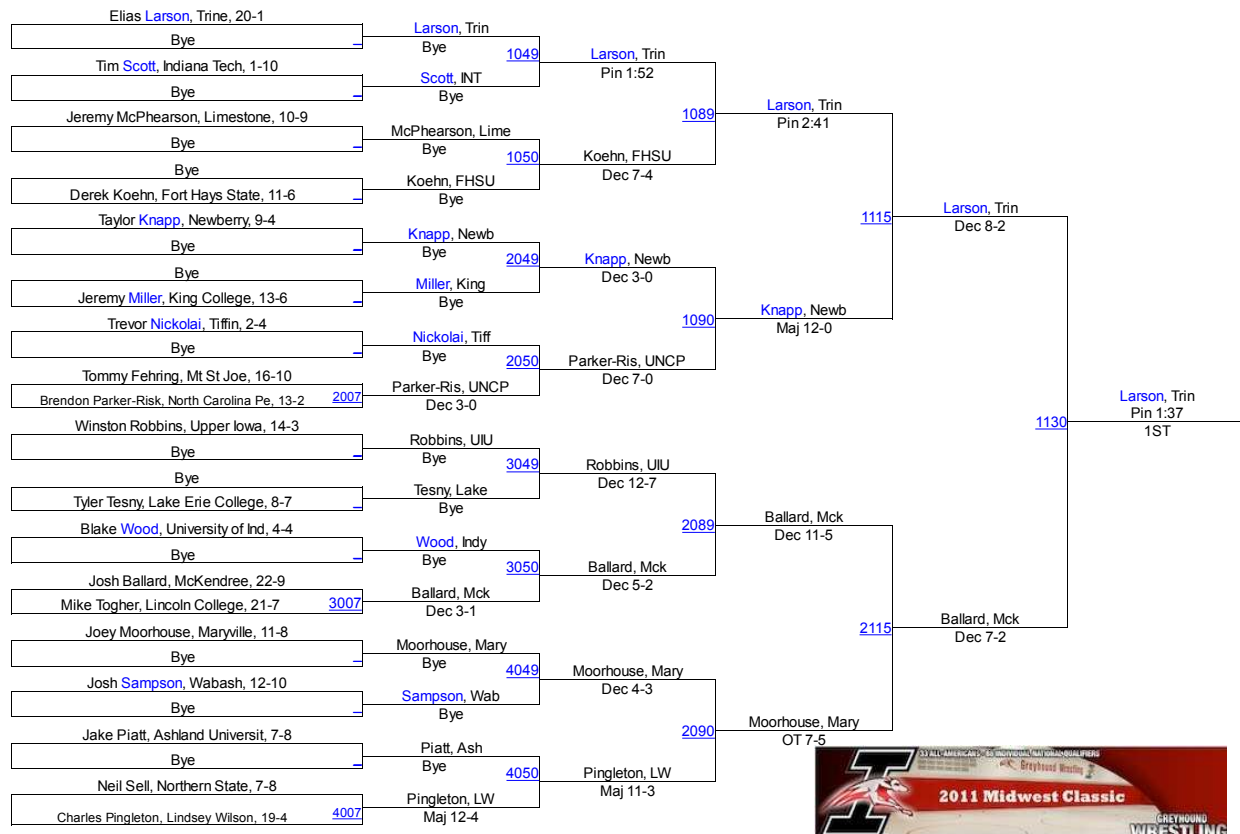 Elias Larson, Trine, 20-1
Bye
Tim Scott, Indiana Tech, 1-10
Bye
Jeremy McPhearson, Limestone, 10-9
Bye
Bye
Derek Koehn, Fort Hays State, 11-6
Taylor Knapp, Newberry, 9-4
Bye
Bye
Jeremy Miller, King College, 13-6
Trevor Nickolai, Tiffin, 2-4
Bye
Tommy Fehring, Mt St Joe, 16-10
Brendon Parker-Risk, North Carolina Pe, 13-2 2007
Winston Robbins, Upper Iowa, 14-3
Bye
Bye
Tyler Tesny, Lake Erie College, 8-7
Blake Wood, University of Ind, 4-4
Bye
Josh Ballard, McKendree, 22-9
Mike Togher, Lincoln College, 21-7 3007
Joey Moorhouse, Maryville, 11-8
Bye
Josh Sampson, Wabash, 12-10
Bye
Jake Piatt, Ashland Universit, 7-8
Bye
Neil Sell, Northern State, 7-8
Charles Pingleton, Lindsey Wilson, 19-4 4007
Larson, Trin
Bye
1049
Scott, INT
Bye
McPhearson, Lime
Bye
1050
Koehn, FHSU
Bye
Knapp, Newb
Bye
2049
Miller, King
Bye
Nickolai, Tiff
Bye
2050
Parker-Ris, UNCP
Dec 3-0
Robbins, UIU
Bye
3049
Tesny, Lake
Bye
Wood, Indy
Bye
3050
Ballard, Mck
Dec 3-1
Moorhouse, Mary
Bye
4049
Sampson, Wab
Bye
Piatt, Ash
Bye
4050
Pingleton, LW
Maj 12-4
Larson, Trin
Pin 1:52
1089
Koehn, FHSU
Dec 7-4
Knapp, Newb
Dec 3-0
1090
Parker-Ris, UNCP
Dec 7-0
Robbins, UIU
Dec 12-7
2089
Ballard, Mck
Dec 5-2
Moorhouse, Mary
Dec 4-3
2090
Pingleton, LW
Maj 11-3
Larson, Trin
Pin 2:41
1115
Knapp, Newb
Maj 12-0
Ballard, Mck
Dec 11-5
2115
Moorhouse, Mary
OT 7-5
Larson, Trin
Dec 8-2
1130
Ballard, Mck
Dec 7-2
Larson, Trin
Pin 1:37
1ST
33 ALL-AMERICANS - 65 INDIVIDUAL NATIONAL QUALIFIERS
Greyhound Wrestling
2011 Midwest Classic
GREYHOUND
WRESTLING